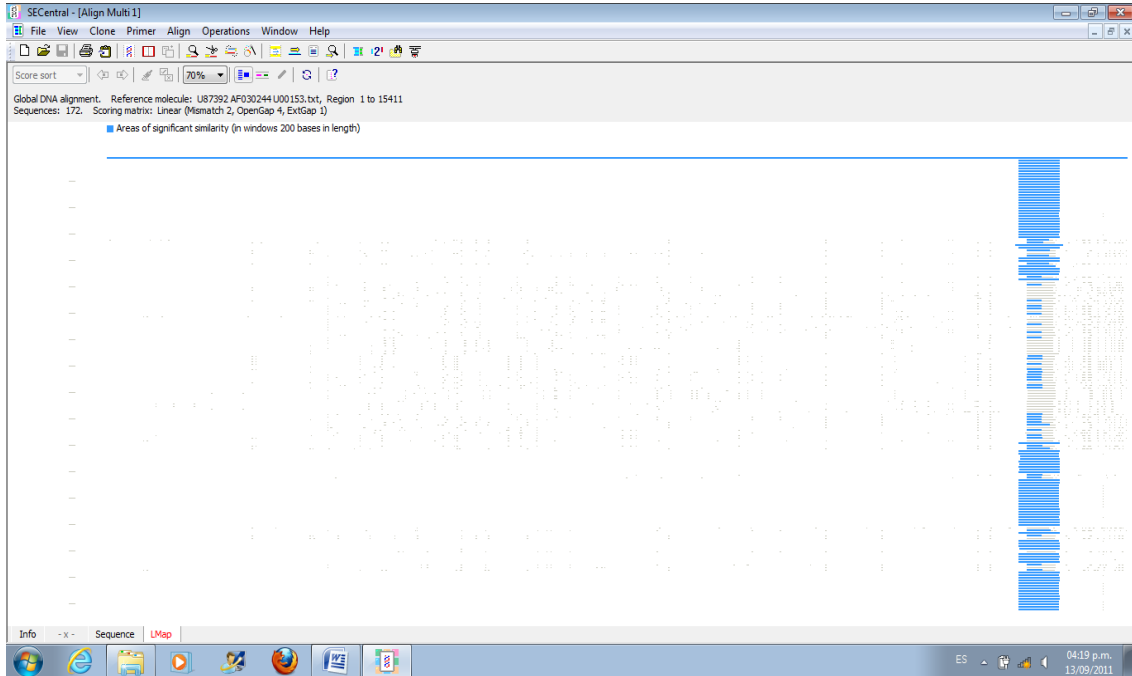 SECentral - [Align Multi 1]
File View Clone Primer Align Operations Window Help
Score sort 70%
Global DNA alignment. Reference molecule: U87392 AF030244 U00153.txt, Region 1 to 15411
Sequences: 172. Scoring matrix: Linear (Mismatch 2, OpenGap 4, ExtGap 1)
Areas of significant similarity (in windows 200 bases in length)
Info - x - Sequence LMap
ES 04:19 p.m.
13/09/2011